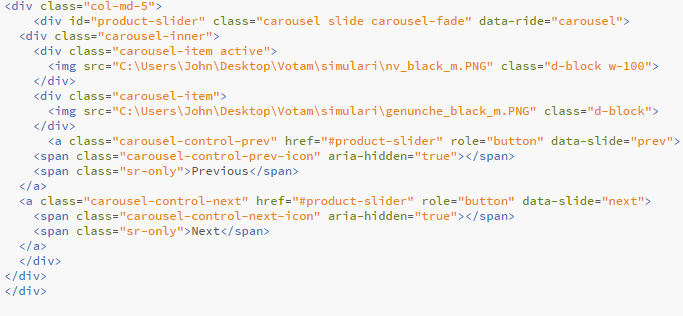 <div class="col-md-5">
<div id="product-slider" class="carousel slide carousel-fade" data-ride="carousel">
<div class="carousel-inner">
<div class="carousel-item active">
<img src="C:\Users\John\Desktop\Votam\simulari\nv_black_m.PNG" class="d-block w-100">
</div>
<div class="carousel-item">
<img src="C:\Users\John\Desktop\Votam\simulari\genunche_black_m.PNG" class="d-block">
</div>
<a class="carousel-control-prev" href="#product-slider" role="button" data-slide="prev">
<span class="carousel-control-prev-icon" aria-hidden="true"></span>
<span class="sr-only">Previous</span>
</a>
<a class="carousel-control-next" href="#product-slider" role="button" data-slide="next">
<span class="carousel-control-next-icon" aria-hidden="true"></span>
<span class="sr-only">Next</span>
</a>
</div>
</div>
</div>